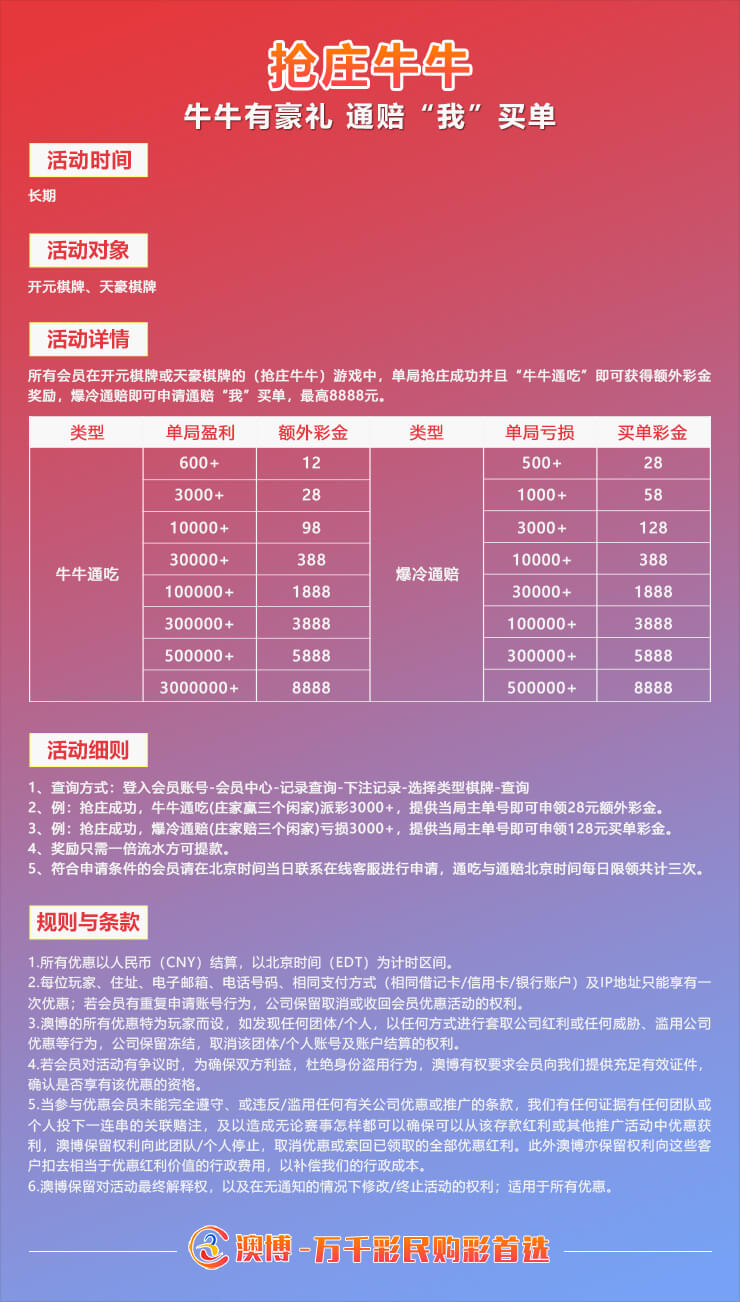 抢庄牛牛
牛牛有豪礼 通赔“我”买单
活动时间
长期
活动对象
开元棋牌、天豪棋牌
活动详情
所有会员在开元棋牌或天豪棋牌的（抢庄牛牛）游戏中，单局抢庄成功并且“牛牛通吃”即可获得额外彩金
奖励，爆冷通赔即可申请通赔“我”买单，最高8888元。
类型 单局盈利 额外彩金 类型 单局亏损 买单彩金
600+ 12 500+ 28
3000+ 28 1000+ 58
10000+ 98 3000+ 128
30000+ 388 10000+ 388
牛牛通吃 爆冷通赔
100000+ 1888 30000+ 1888
300000+ 3888 100000+ 3888
500000+ 5888 300000+ 5888
3000000+ 8888 500000+ 8888
活动细则
1、查询方式：登入会员账号-会员中心-记录查询-下注记录-选择类型棋牌-查询
2、例：抢庄成功，牛牛通吃(庄家赢三个闲家)派彩3000+，提供当局主单号即可申领28元额外彩金。
3、例：抢庄成功，爆冷通赔(庄家赔三个闲家)亏损3000+，提供当局主单号即可申领128元买单彩金。
4、奖励只需一倍流水方可提款。
5、符合申请条件的会员请在北京时间当日联系在线客服进行申请，通吃与通赔北京时间每日限领共计三次。
规则与条款
1.所有优惠以人民币（CNY）结算，以北京时间（EDT）为计时区间。
2.每位玩家、住址、电子邮箱、电话号码、相同支付方式（相同借记卡/信用卡/银行账户）及IP地址只能享有一
次优惠；若会员有重复申请账号行为，公司保留取消或收回会员优惠活动的权利。
3.澳博的所有优惠特为玩家而设，如发现任何团体/个人，以任何方式进行套取公司红利或任何威胁、滥用公司
优惠等行为，公司保留冻结，取消该团体/个人账号及账户结算的权利。
4.若会员对活动有争议时，为确保双方利益，杜绝身份盗用行为，澳博有权要求会员向我们提供充足有效证件，
确认是否享有该优惠的资格。
5.当参与优惠会员未能完全遵守、或违反/滥用任何有关公司优惠或推广的条款，我们有任何证据有任何团队或
个人投下一连串的关联赌注，及以造成无论赛事怎样都可以确保可以从该存款红利或其他推广活动中优惠获
利，澳博保留权利向此团队/个人停止，取消优惠或索回已领取的全部优惠红利。此外澳博亦保留权利向这些客
户扣去相当于优惠红利价值的行政费用，以补偿我们的行政成本。
6.澳博保留对活动最终解释权，以及在无通知的情况下修改/终止活动的权利；适用于所有优惠。
澳博-万千彩民购彩首选